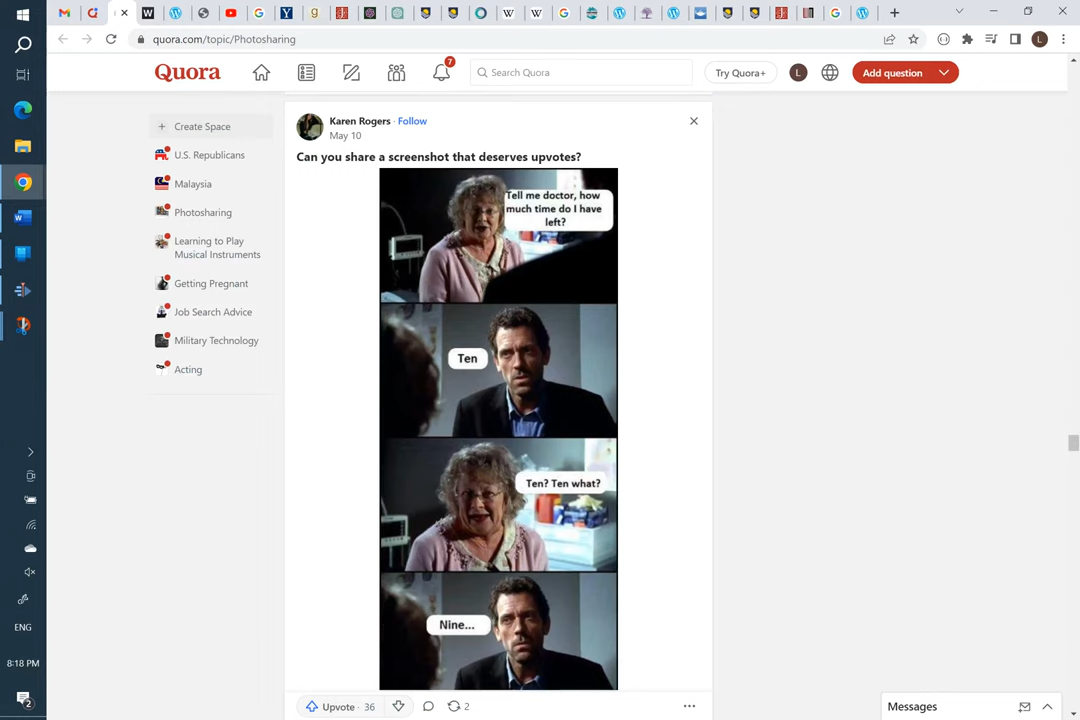 quora.com/topic/Photosharing
Quora
7
Search Quora
Try Quora+
L
Add question
Create Space
U.S. Republicans
Malaysia
Photosharing
Learning to Play
Musical Instruments
Getting Pregnant
Job Search Advice
Military Technology
Acting
Karen Rogers · Follow
May 10
Can you share a screenshot that deserves upvotes?
Tell me doctor, how
much time do I have
left?
Ten
Ten? Ten what?
Nine...
Upvote · 36
2
Messages
ENG
8:18 PM
2